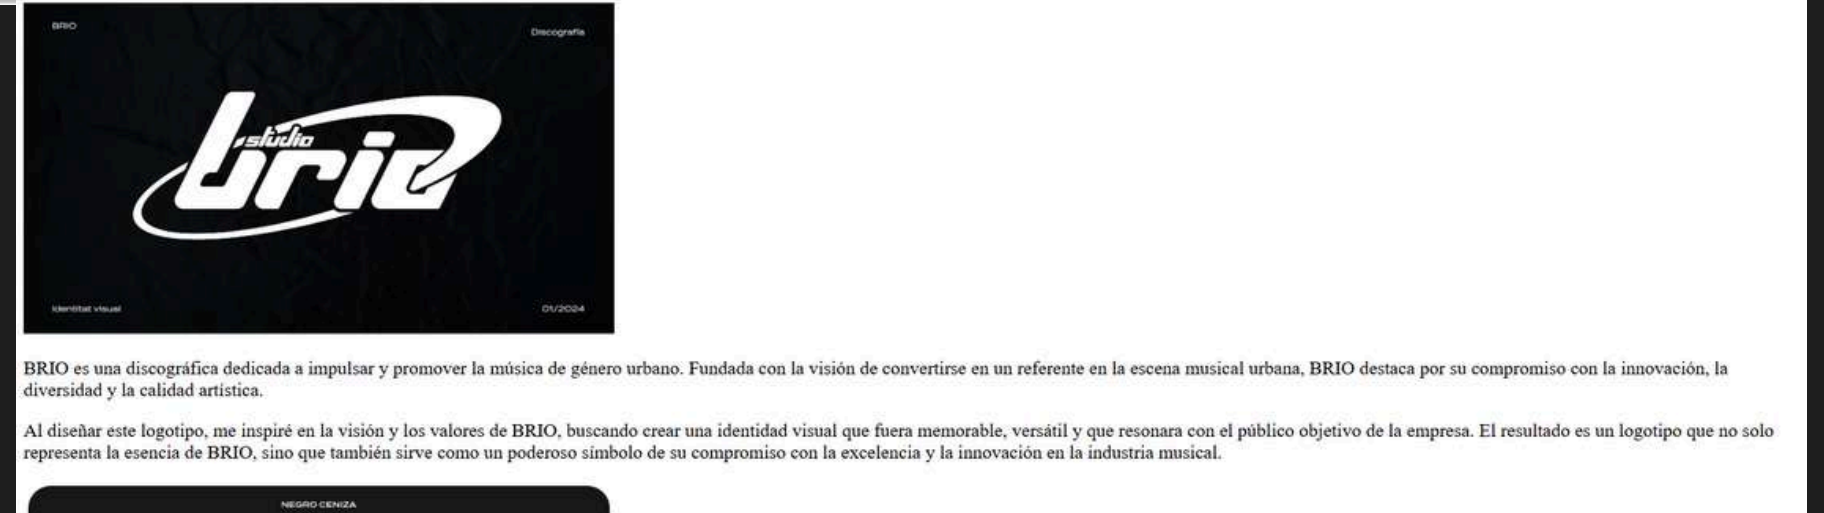 BRIO
Discografía
studio
brio
Identitat visual
01/2024
BRIO es una discográfica dedicada a impulsar y promover la música de género urbano. Fundada con la visión de convertirse en un referente en la escena musical urbana, BRIO destaca por su compromiso con la innovación, la
diversidad y la calidad artística.
Al diseñar este logotipo, me inspiré en la visión y los valores de BRIO, buscando crear una identidad visual que fuera memorable, versátil y que resonara con el público objetivo de la empresa. El resultado es un logotipo que no solo
representa la esencia de BRIO, sino que también sirve como un poderoso símbolo de su compromiso con la excelencia y la innovación en la industria musical.
NEGRO CENIZA